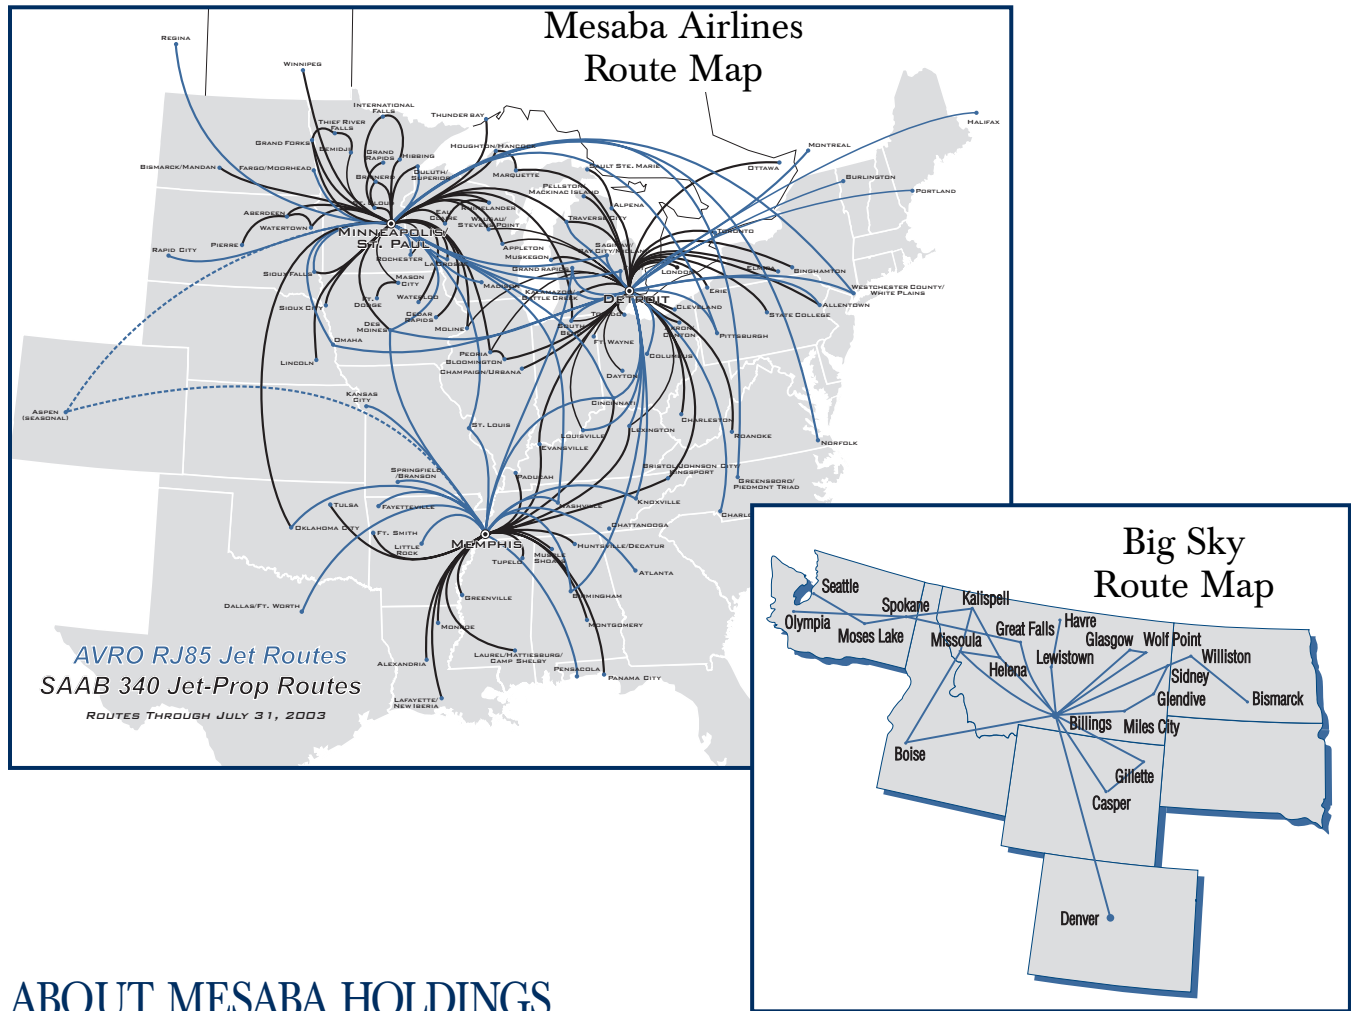 Mesaba Airlines
Route Map
REGINA
WINNIPEG
INTERNATIONAL
FALLS
THIEF RIVER
FALLS
GRAND FORKS
BEMIDJI
GRAND
RAPIDS
HIBBING
THUNDER BAY
HOUGHTON/HANCOCK
MARQUETTE
SAULT STE. MARIE
PELLSTON/
MACKINAC ISLAND
ALPENA
TRAVERSE CITY
OTTAWA
MONTREAL
HALIFAX
BURLINGTON
PORTLAND
BISMARCK/MANDAN
FARGO/MOORHEAD
BRAINERD
DULUTH/
SUPERIOR
ST. CLOUD
ABERDEEN
WATERTOWN
PIERRE
RAPID CITY
MINNEAPOLIS/
ST. PAUL
EAU
CLAIRE
RHINELANDER
WAUSAU/
STEVENS POINT
APPLETON
MUSKEGON
GRAND RAPIDS
SAGINAW/
BAY CITY/MIDLAND
TORONTO
LONDON
ELMIRA
BINGHAMTON
WESTCHESTER COUNTY/
WHITE PLAINS
ALLENTOWN
STATE COLLEGE
ERIE
DETROIT
CLEVELAND
PITTSBURGH
AKRON/
CANTON
TOLEDO
KALAMAZOO/
BATTLE CREEK
SOUTH
BEND
FT. WAYNE
COLUMBUS
DAYTON
CINCINNATI
LOUISVILLE
LEXINGTON
EVANSVILLE
CHARLESTON
ROANOKE
NORFOLK
GREENSBORO/
PIEDMONT TRIAD
BRISTOL/JOHNSON CITY/
KINGSPORT
KNOXVILLE
NASHVILLE
CHATTANOOGA
ROCHESTER
LA CROSSE
MADISON
SIOUX FALLS
MASON
CITY
FT.
DODGE
WATERLOO
CEDAR
RAPIDS
DES
MOINES
MOLINE
SIOUX CITY
OMAHA
LINCOLN
PEORIA
BLOOMINGTON
CHAMPAIGN/URBANA
ASPEN
(SEASONAL)
KANSAS
CITY
ST. LOUIS
SPRINGFIELD
/BRANSON
PADUCAH
TULSA
FAYETTEVILLE
OKLAHOMA CITY
FT. SMITH
LITTLE
ROCK
MEMPHIS
TUPELO
MUSCLE
SHOALS
HUNTSVILLE/DECATUR
ATLANTA
BIRMINGHAM
MONTGOMERY
GREENVILLE
DALLAS/FT. WORTH
MONROE
ALEXANDRIA
LAUREL/HATTIESBURG/
CAMP SHELBY
PENSACOLA
PANAMA CITY
LAFAYETTE/
NEW IBERIA
AVRO RJ85 Jet Routes
SAAB 340 Jet-Prop Routes
ROUTES THROUGH JULY 31, 2003
Big Sky
Route Map
Seattle
Olympia
Moses Lake
Spokane
Kalispell
Missoula
Great Falls
Havre
Helena
Lewistown
Glasgow
Wolf Point
Williston
Sidney
Glendive
Bismarck
Billings
Miles City
Boise
Gillette
Casper
Denver
ABOUT MESABA HOLDINGS